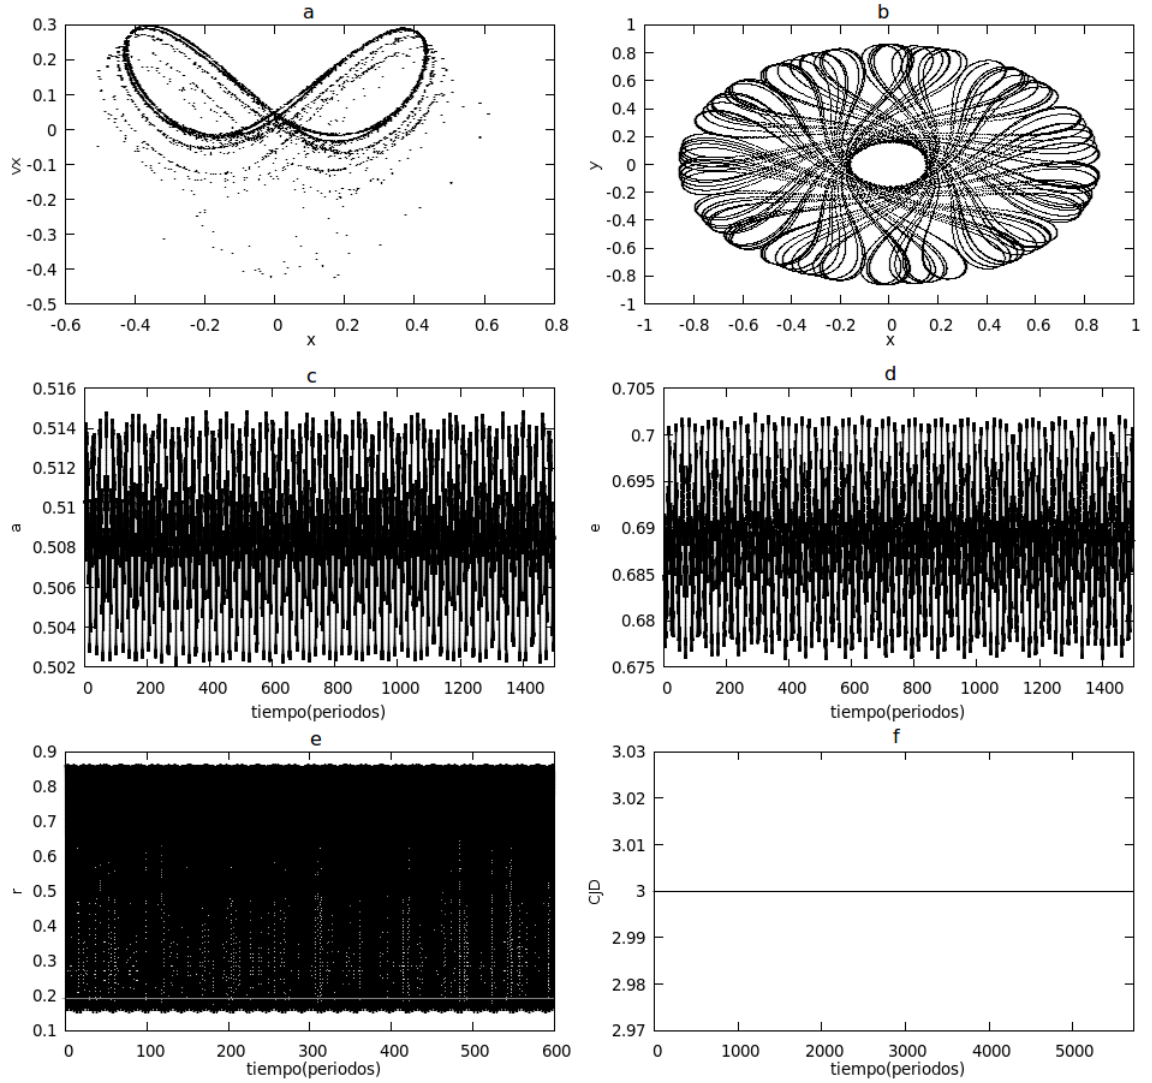 a
0.3
0.2
0.1
0
-0.1
-0.2
-0.3
-0.4
-0.5
vx
-0.6 -0.4 -0.2 0 0.2 0.4 0.6 0.8
x
b
1
0.8
0.6
0.4
0.2
0
-0.2
-0.4
-0.6
-0.8
-1
y
-1 -0.8 -0.6 -0.4 -0.2 0 0.2 0.4 0.6 0.8 1
x
c
0.516
0.514
0.512
0.51
0.508
0.506
0.504
0.502
a
0 200 400 600 800 1000 1200 1400
tiempo(periodos)
d
0.705
0.7
0.695
0.69
0.685
0.68
0.675
e
0 200 400 600 800 1000 1200 1400
tiempo(periodos)
e
0.9
0.8
0.7
0.6
0.5
0.4
0.3
0.2
0.1
r
0 100 200 300 400 500 600
tiempo(periodos)
f
3.03
3.02
3.01
3
2.99
2.98
2.97
CJD
0 1000 2000 3000 4000 5000
tiempo(periodos)